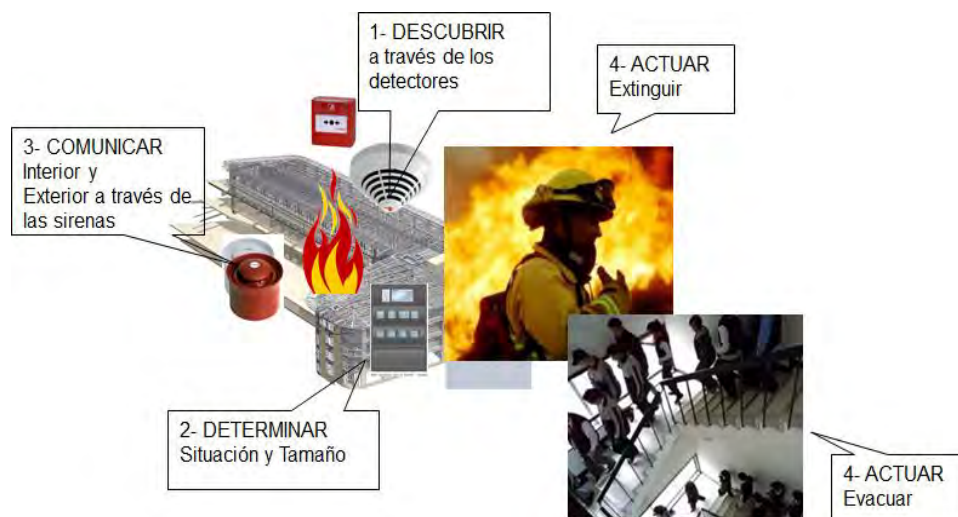 1- DESCUBRIR
a través de los
detectores
4- ACTUAR
Extinguir
3- COMUNICAR
Interior y
Exterior a través de
las sirenas
2- DETERMINAR
Situación y Tamaño
4- ACTUAR
Evacuar